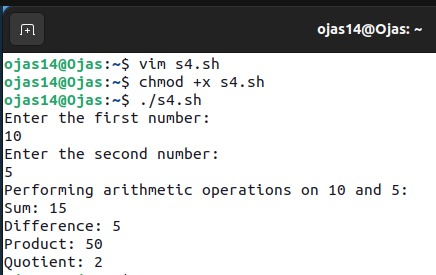 ojas14@Ojas: ~
ojas14@Ojas:~$ vim s4.sh
ojas14@Ojas:~$ chmod +x s4.sh
ojas14@Ojas:~$ ./s4.sh
Enter the first number:
10
Enter the second number:
5
Performing arithmetic operations on 10 and 5:
Sum: 15
Difference: 5
Product: 50
Quotient: 2